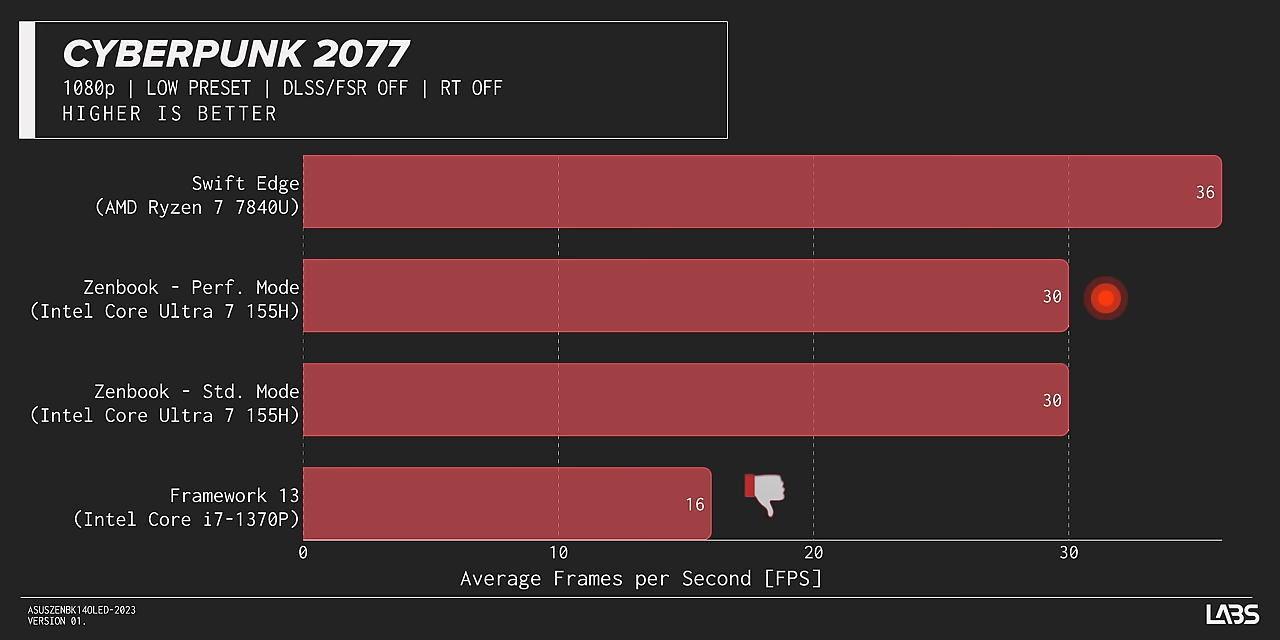 CYBERPUNK 2077
1080p | LOW PRESET | DLSS/FSR OFF | RT OFF
HIGHER IS BETTER
Swift Edge
(AMD Ryzen 7 7840U)
36
Zenbook - Perf. Mode
(Intel Core Ultra 7 155H)
30
Zenbook - Std. Mode
(Intel Core Ultra 7 155H)
30
Framework 13
(Intel Core i7-1370P)
16
0 10 20 30
Average Frames per Second [FPS]
ASUSZENBK14OLED-2023
VERSION 01.
LABS